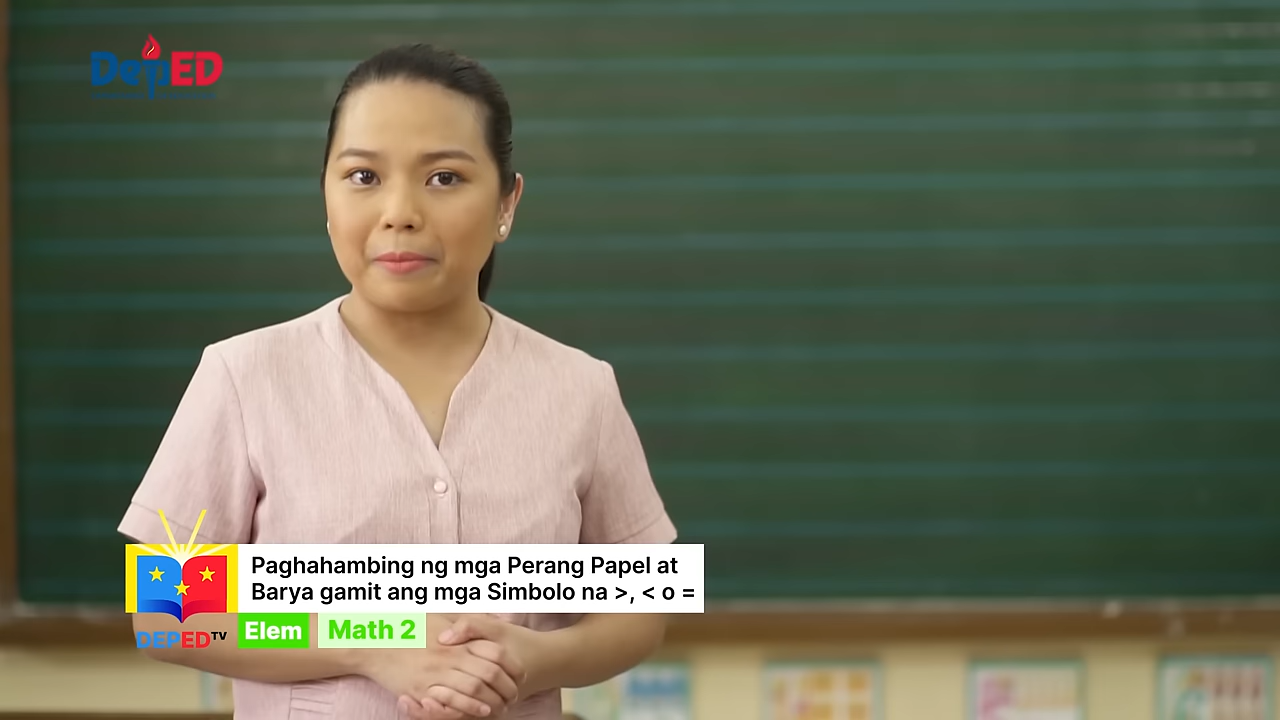 DepED
Paghahambing ng mga Perang Papel at
Barya gamit ang mga Simbolo na >, < o =
DEPED TV
Elem
Math 2